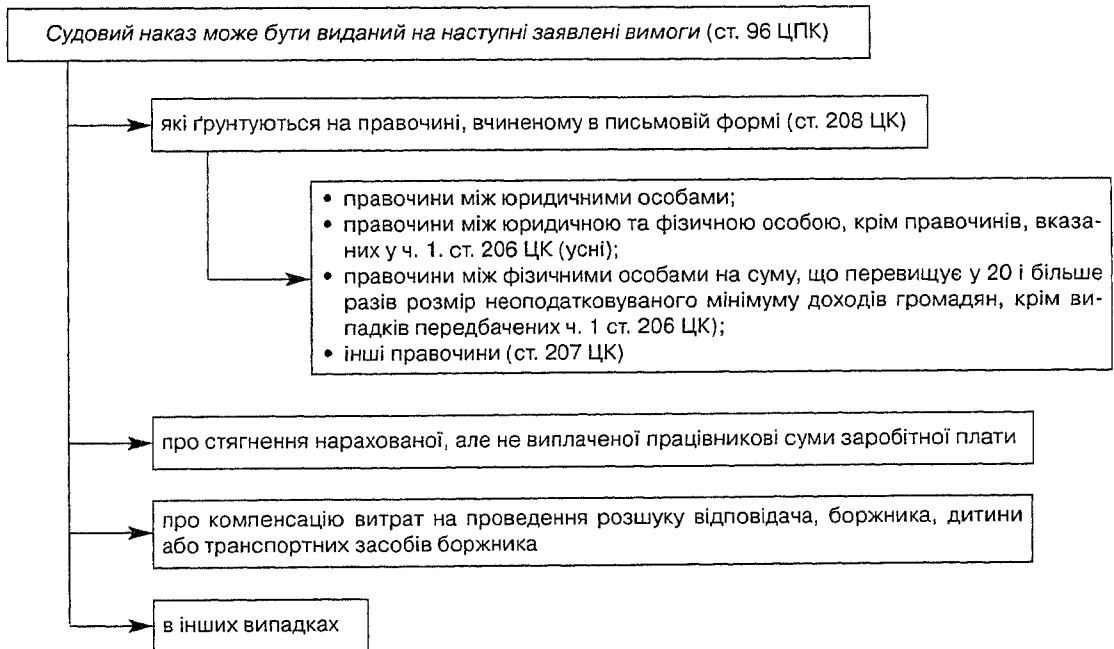 Судовий наказ може бути виданий на наступні заявлені вимоги (ст. 96 ЦПК)
які ґрунтуються на правочині, вчиненому в письмовій формі (ст. 208 ЦК)
• правочини між юридичними особами;
• правочини між юридичною та фізичною особою, крім правочинів, вказа-
них у ч. 1. ст. 206 ЦК (усні);
• правочини між фізичними особами на суму, що перевищує у 20 і більше
разів розмір неоподатковуваного мінімуму доходів громадян, крім ви-
падків передбачених ч. 1 ст. 206 ЦК);
• інші правочини (ст. 207 ЦК)
про стягнення нарахованої, але не виплаченої працівникові суми заробітної плати
про компенсацію витрат на проведення розшуку відповідача, боржника, дитини
або транспортних засобів боржника
в інших випадках